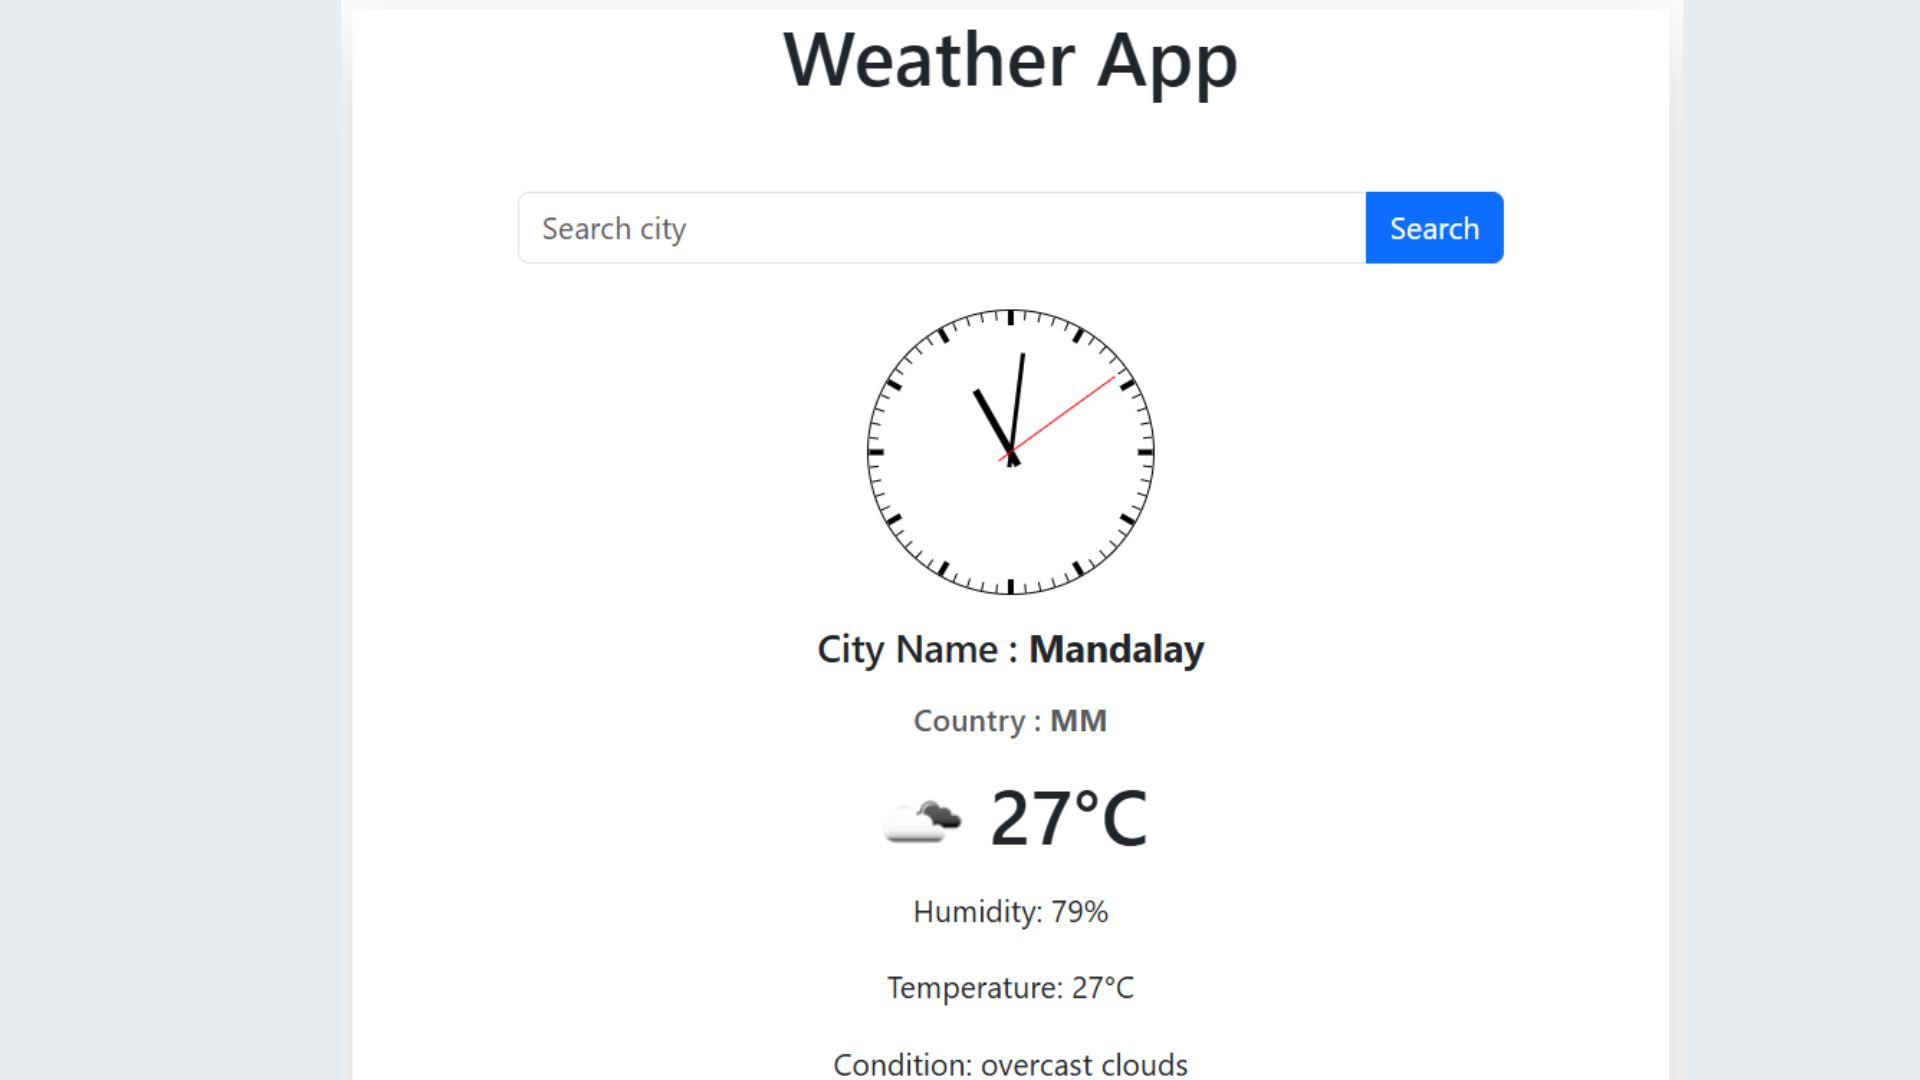 Weather App
Search city
Search
City Name : Mandalay
Country : MM
27°C
Humidity: 79%
Temperature: 27°C
Condition: overcast clouds